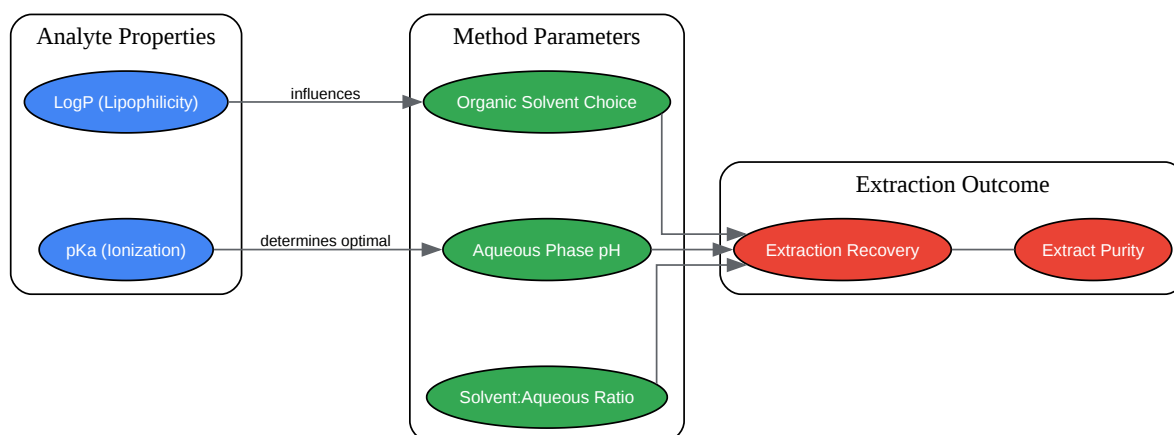 Analyte Properties
LogP (Lipophilicity)
pKa (Ionization)
influences
determines optimal
Method Parameters
Organic Solvent Choice
Aqueous Phase pH
Solvent:Aqueous Ratio
Extraction Outcome
Extraction Recovery
Extract Purity